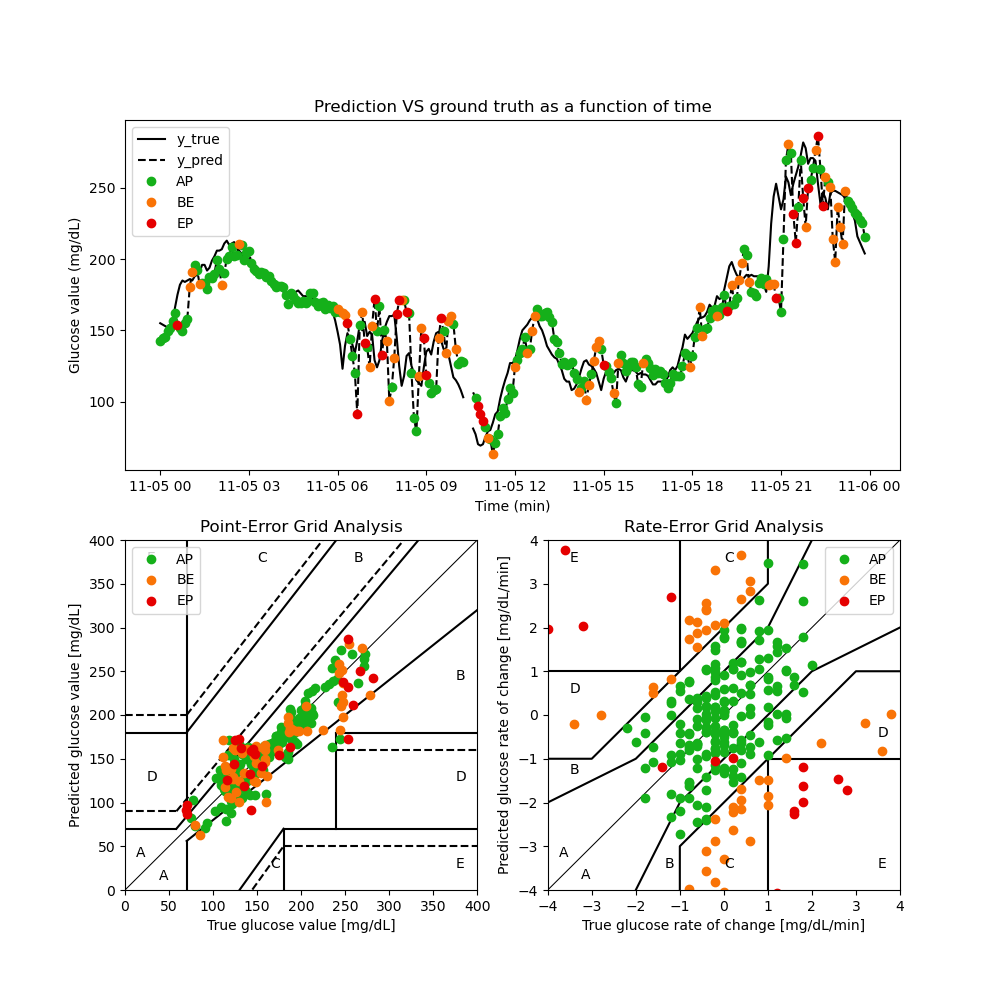 Prediction VS ground truth as a function of time
Glucose value (mg/dL)
250
200
150
100
y_true
y_pred
AP
BE
EP
11-05 00 11-05 03 11-05 06 11-05 09 11-05 12 11-05 15 11-05 18 11-05 21 11-06 00
Time (min)
Point-Error Grid Analysis
Predicted glucose value [mg/dL]
400
350
300
250
200
150
100
50
0
AP
BE
EP
C
B
B
D
D
A
A
C
E
0 50 100 150 200 250 300 350 400
True glucose value [mg/dL]
Rate-Error Grid Analysis
Predicted glucose rate of change [mg/dL/min]
4
3
2
1
0
−1
−2
−3
−4
E
C
AP
BE
EP
D
D
B
A
A
B
C
E
−4 −3 −2 −1 0 1 2 3 4
True glucose rate of change [mg/dL/min]